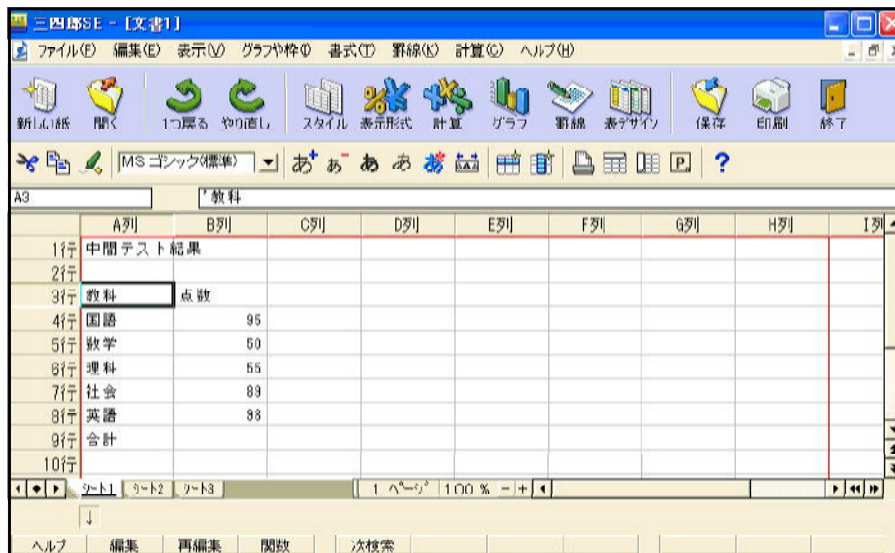 三四郎SE - [文書1]
ファイル(F) 編集(E) 表示(V) グラフや枠(I) 書式(T) 罫線(K) 計算(C) ヘルプ(H)
新しい紙 開く 1つ戻る やり直し スタイル 表示形式 計算 グラフ 罫線 表デザイン 保存 印刷 終了
MS ゴシック(標準) あ+ あ- あ あ あ P. ?
A3 '教科
A列 B列 C列 D列 E列 F列 G列 H列 I列
1行 中間テスト結果
2行
3行 教科 点数
4行 国語 95
5行 数学 50
6行 理科 55
7行 社会 89
8行 英語
9行 合計
10行
シート1 シート2 シート3 1 ページ 100 % - +
↓
ヘルプ 編集 再編集 関数 次検索